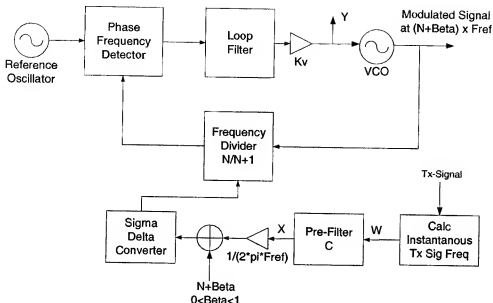 Phase
Frequency
Detector
Loop
Filter
Kv
Y
VCO
Modulated Signal
at (N+Beta) x Fref
Reference
Oscillator
Frequency
Divider
N/N+1
Tx-Signal
Sigma
Delta
Converter
1/(2*pi*Fref)
X
Pre-Filter
C
W
Calc
Instantanous
Tx Sig Freq
N+Beta
0<Beta<1